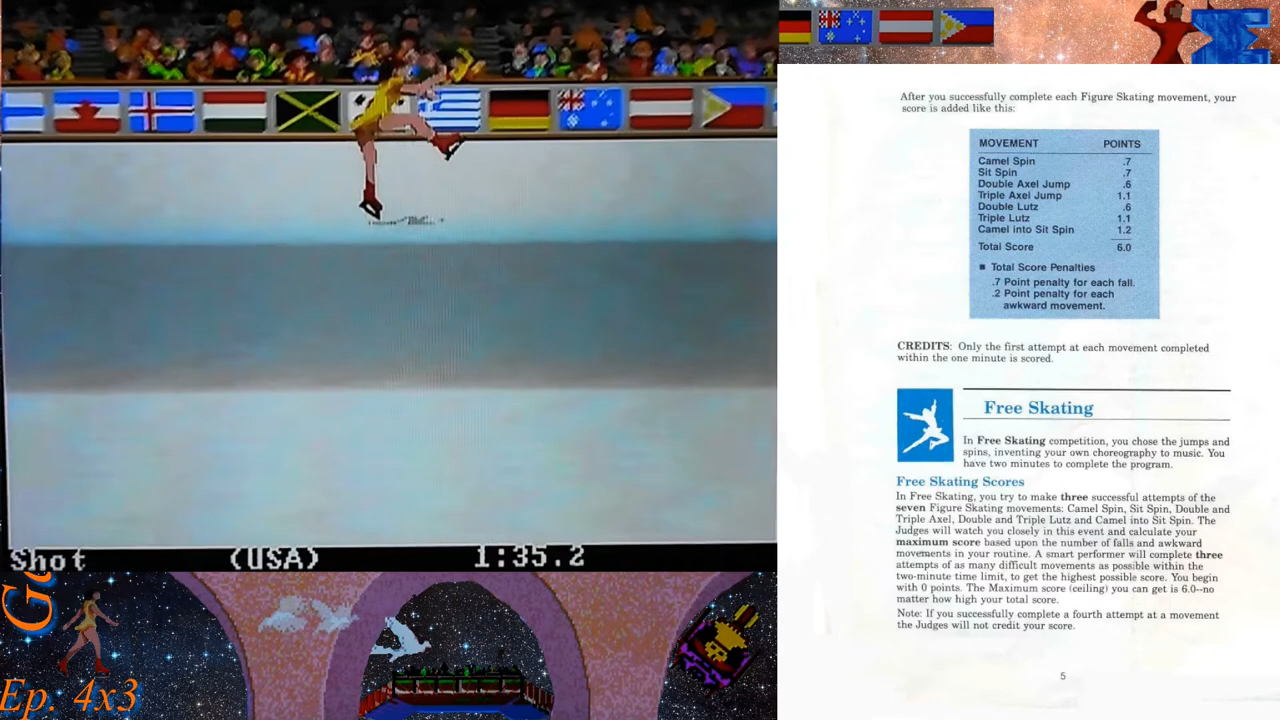 Shot (USA) 1:35.2
Ep. 4x3
After you successfully complete each Figure Skating movement, your
score is added like this:
MOVEMENT POINTS
Camel Spin .7
Sit Spin .7
Double Axel Jump .6
Triple Axel Jump 1.1
Double Lutz .6
Triple Lutz 1.1
Camel into Sit Spin 1.2
Total Score 6.0
■ Total Score Penalties
.7 Point penalty for each fall.
.2 Point penalty for each
awkward movement.
CREDITS: Only the first attempt at each movement completed
within the one minute is scored.
Free Skating
In Free Skating competition, you chose the jumps and
spins, inventing your own choreography to music. You
have two minutes to complete the program.
Free Skating Scores
In Free Skating, you try to make three successful attempts of the
seven Figure Skating movements: Camel Spin, Sit Spin, Double and
Triple Axel, Double and Triple Lutz and Camel into Sit Spin. The
Judges will watch you closely in this event and calculate your
maximum score based upon the number of falls and awkward
movements in your routine. A smart performer will complete three
attempts of as many difficult movements as possible within the
two-minute time limit, to get the highest possible score. You begin
with 0 points. The Maximum score (ceiling) you can get is 6.0--no
matter how high your total score.
Note: If you successfully complete a fourth attempt at a movement
the Judges will not credit your score.
5